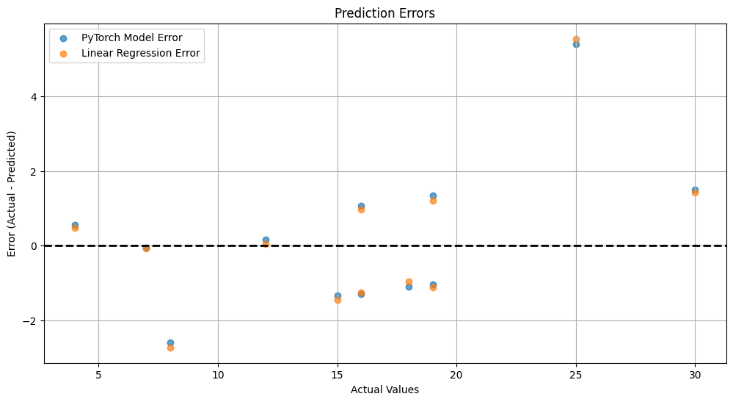 Prediction Errors
PyTorch Model Error
Linear Regression Error
Error (Actual - Predicted)
4
2
0
−2
5
10
15
20
25
30
Actual Values